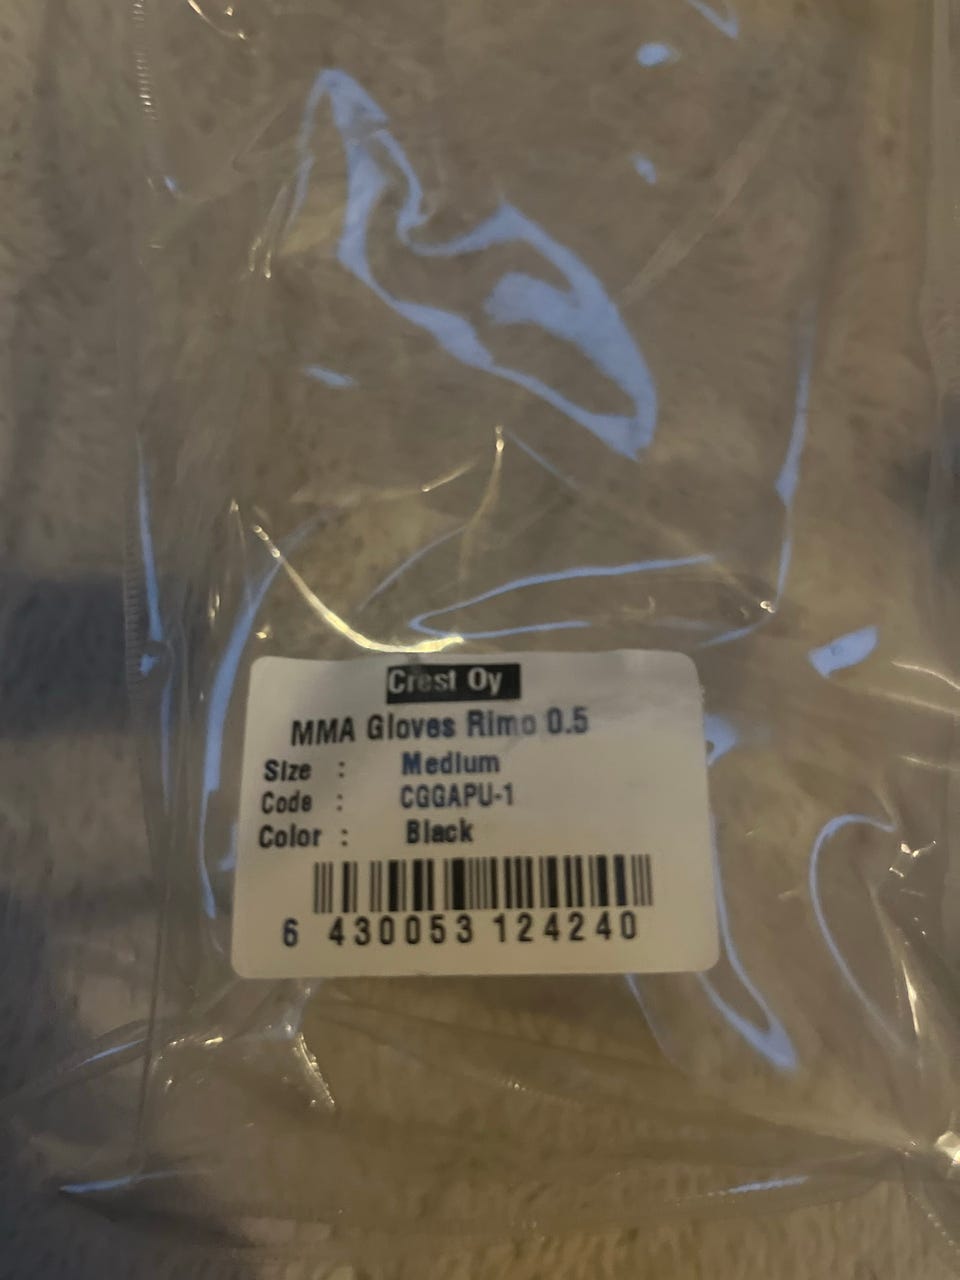 Crest Oy
MMA Gloves Rimo 0.5
Size : Medium
Code : CGGAPU-1
Color : Black
6 430053 124240